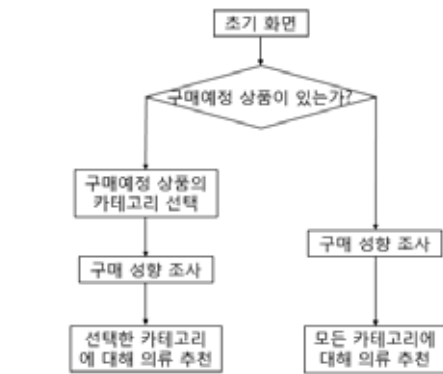 초기 화면
구매예정 상품이 있는가?
구매예정 상품의
카테고리 선택
구매 성향 조사
구매 성향 조사
선택한 카테고리
에 대해 의류 추천
모든 카테고리에
대해 의류 추천